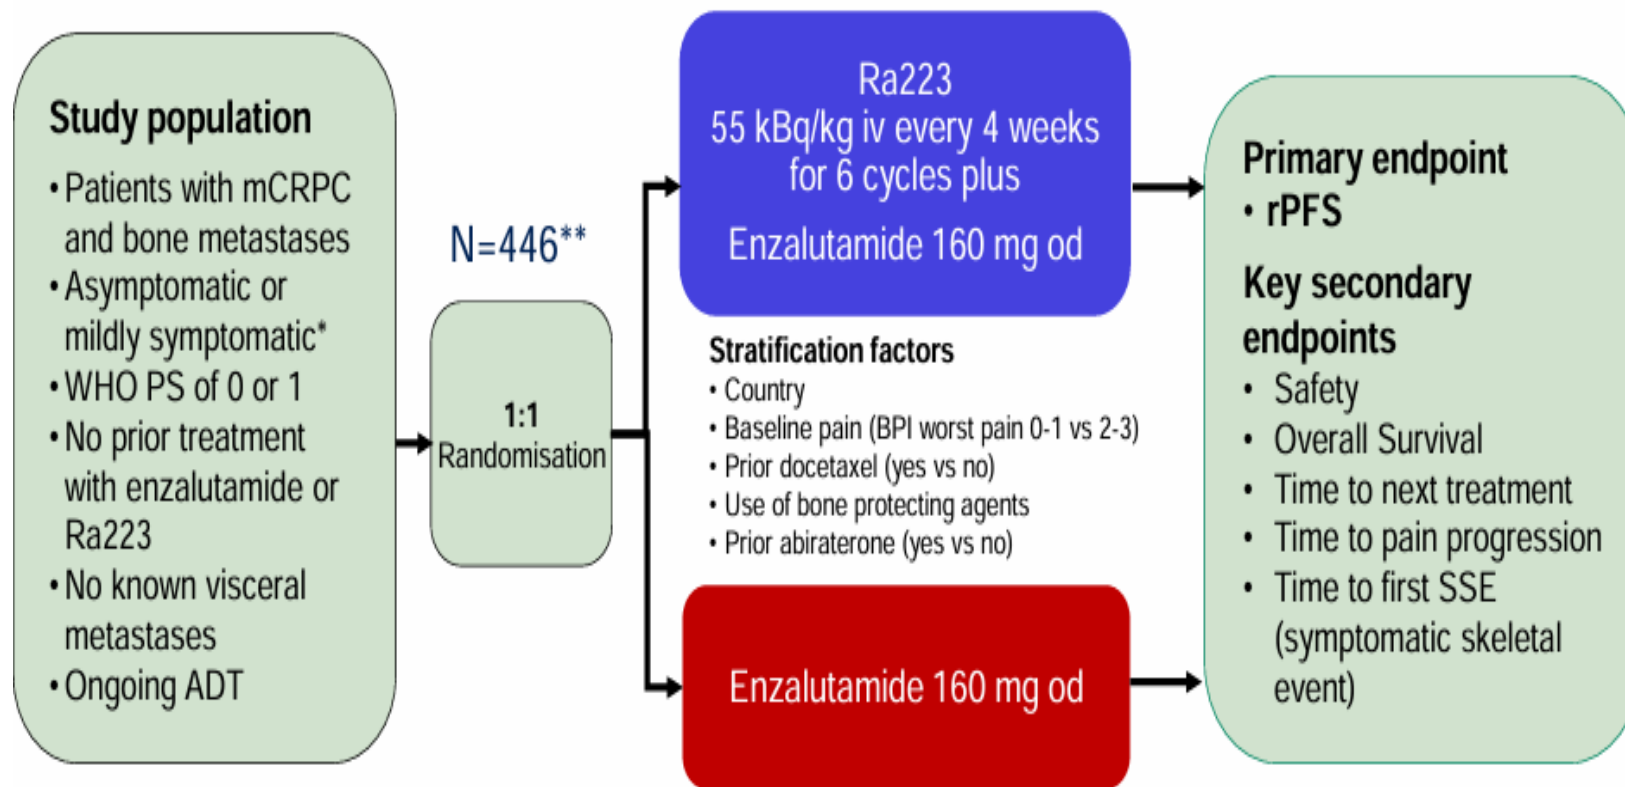 Study population
• Patients with mCRPC
and bone metastases
• Asymptomatic or
mildly symptomatic*
• WHO PS of 0 or 1
• No prior treatment
with enzalutamide or
Ra223
• No known visceral
metastases
• Ongoing ADT
N=446**
1:1
Randomisation
Ra223
55 kBq/kg iv every 4 weeks
for 6 cycles plus
Enzalutamide 160 mg od
Stratification factors
• Country
• Baseline pain (BPI worst pain 0-1 vs 2-3)
• Prior docetaxel (yes vs no)
• Use of bone protecting agents
• Prior abiraterone (yes vs no)
Enzalutamide 160 mg od
Primary endpoint
• rPFS
Key secondary
endpoints
• Safety
• Overall Survival
• Time to next treatment
• Time to pain progression
• Time to first SSE
(symptomatic skeletal
event)